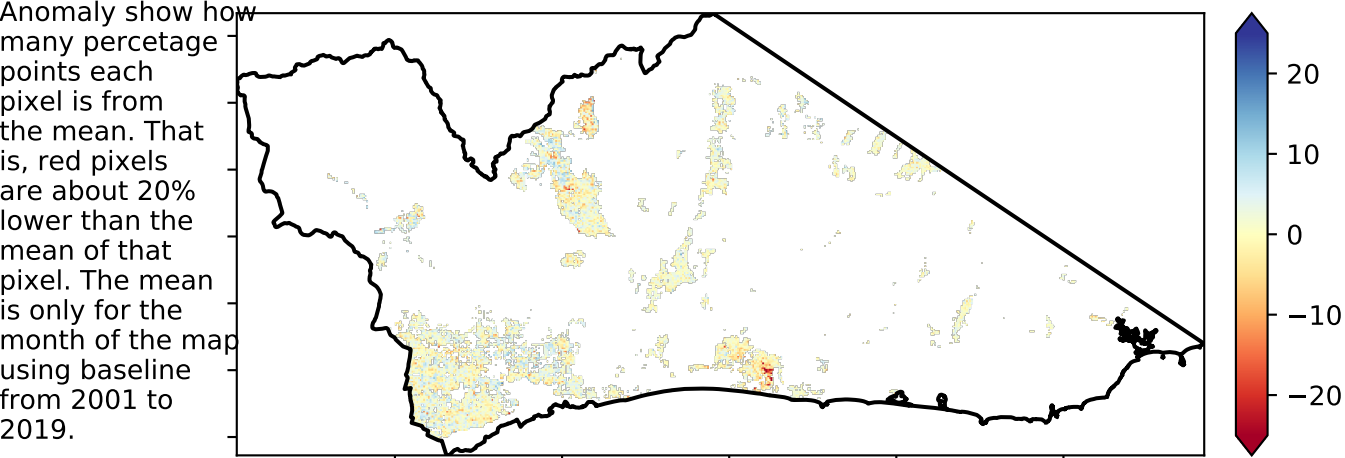 Anomaly show how
many percetage
points each
pixel is from
the mean. That
is, red pixels
are about 20%
lower than the
mean of that
pixel. The mean
is only for the
month of the map
using baseline
from 2001 to
2019.
20
10
0
−10
−20